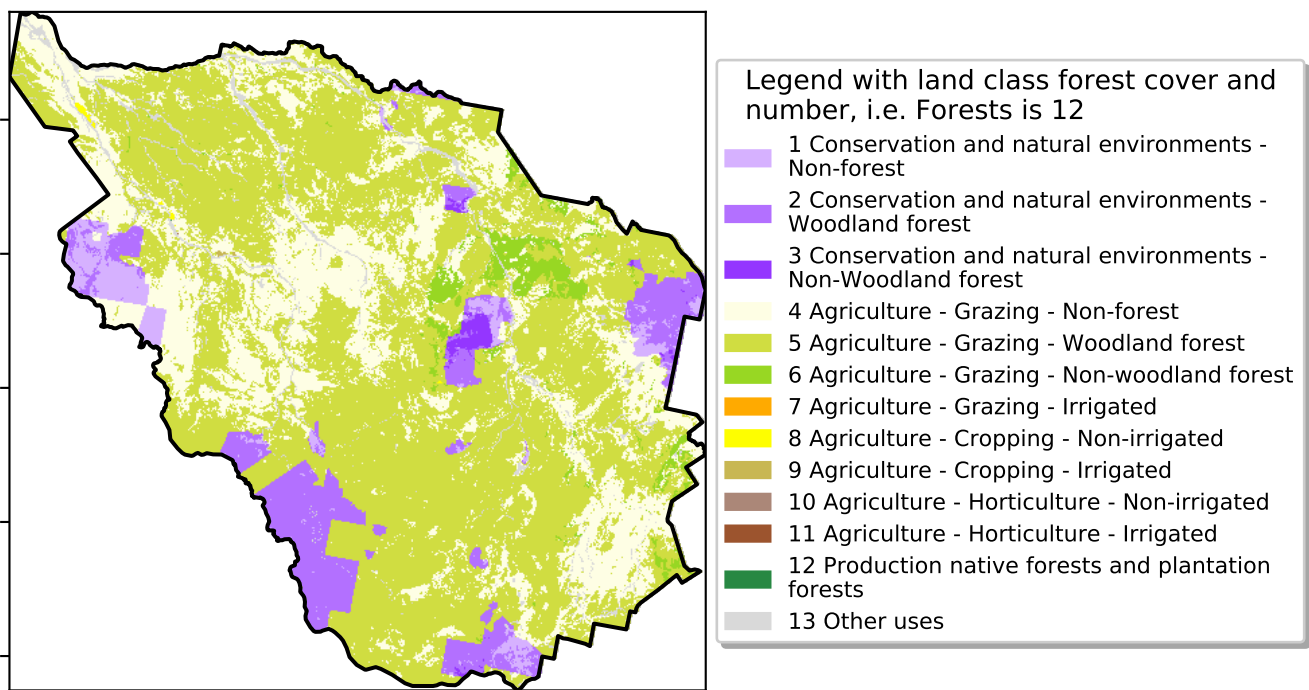 Legend with land class forest cover and
number, i.e. Forests is 12
1 Conservation and natural environments -
Non-forest
2 Conservation and natural environments -
Woodland forest
3 Conservation and natural environments -
Non-Woodland forest
4 Agriculture - Grazing - Non-forest
5 Agriculture - Grazing - Woodland forest
6 Agriculture - Grazing - Non-woodland forest
7 Agriculture - Grazing - Irrigated
8 Agriculture - Cropping - Non-irrigated
9 Agriculture - Cropping - Irrigated
10 Agriculture - Horticulture - Non-irrigated
11 Agriculture - Horticulture - Irrigated
12 Production native forests and plantation
forests
13 Other uses